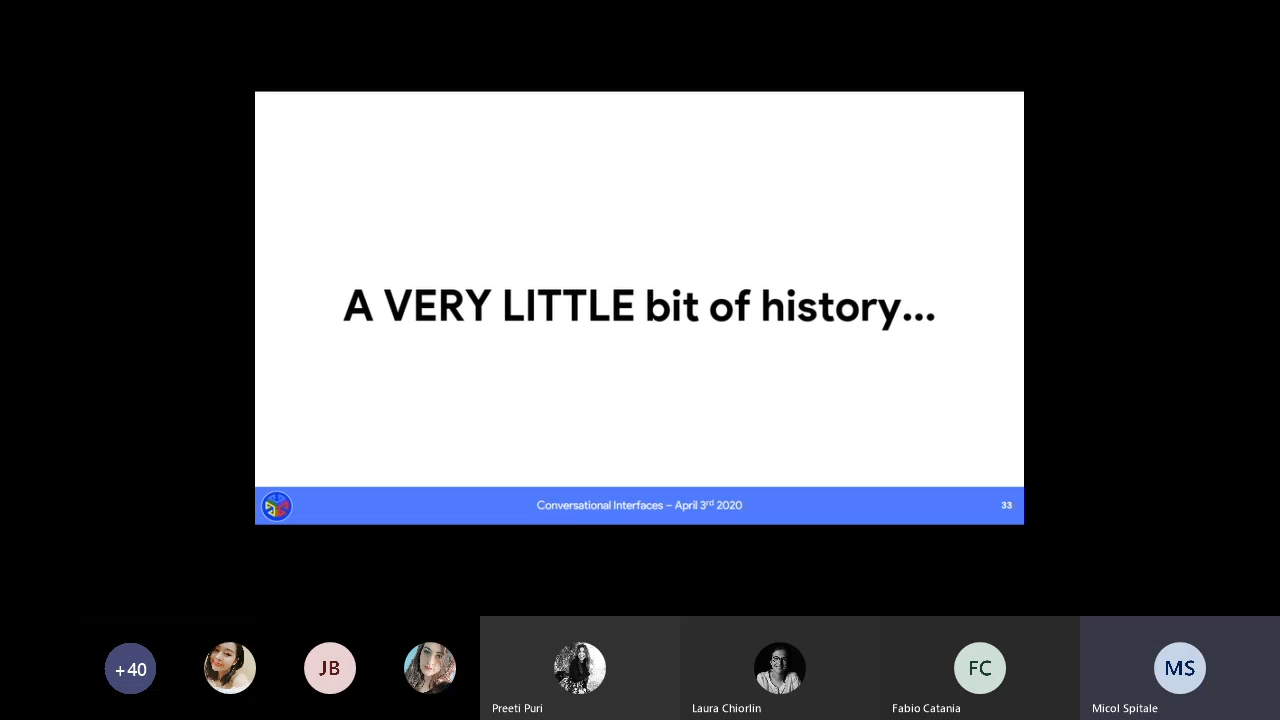 A VERY LITTLE bit of history...
Conversational Interfaces – April 3rd 2020
33
+40
JB
FC
MS
Preeti Puri
Laura Chiorlin
Fabio Catania
Micol Spitale